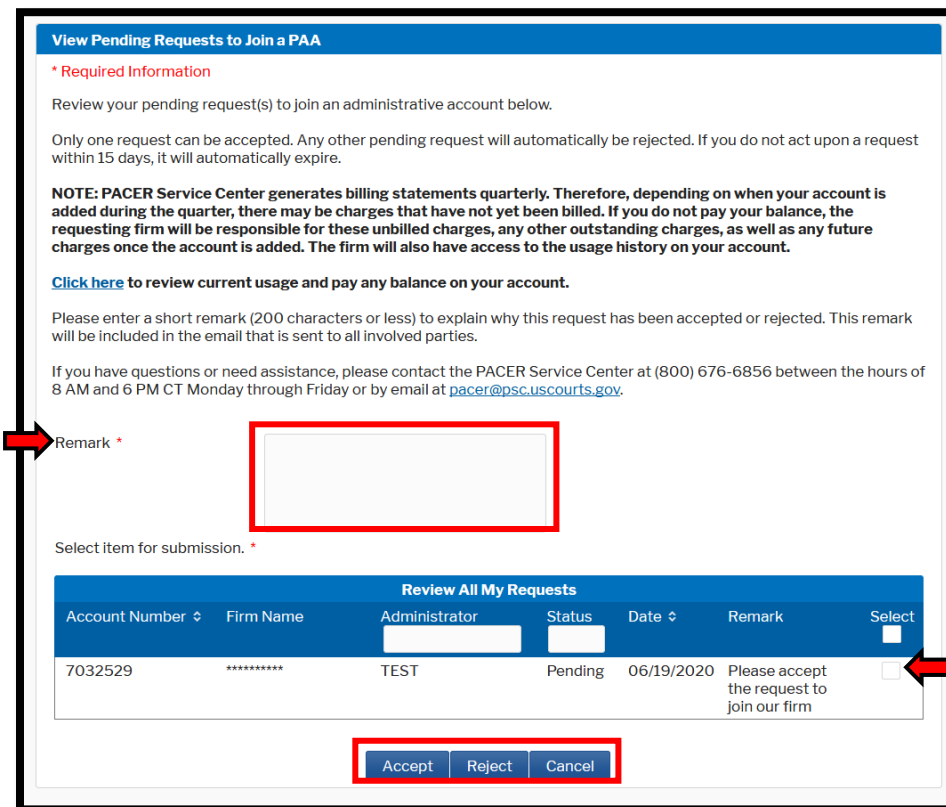 View Pending Requests to Join a PAA
* Required Information
Review your pending request(s) to join an administrative account below.
Only one request can be accepted. Any other pending request will automatically be rejected. If you do not act upon a request
within 15 days, it will automatically expire.
NOTE: PACER Service Center generates billing statements quarterly. Therefore, depending on when your account is
added during the quarter, there may be charges that have not yet been billed. If you do not pay your balance, the
requesting firm will be responsible for these unbilled charges, any other outstanding charges, as well as any future
charges once the account is added. The firm will also have access to the usage history on your account.
Click here to review current usage and pay any balance on your account.
Please enter a short remark (200 characters or less) to explain why this request has been accepted or rejected. This remark
will be included in the email that is sent to all involved parties.
If you have questions or need assistance, please contact the PACER Service Center at (800) 676-6856 between the hours of
8 AM and 6 PM CT Monday through Friday or by email at pacer@psc.uscourts.gov.
Remark *
Select item for submission. *
Review All My Requests
Account Number Firm Name Administrator Status Date Remark Select
7032529 ********** TEST Pending 06/19/2020 Please accept
the request to
join our firm
Accept Reject Cancel